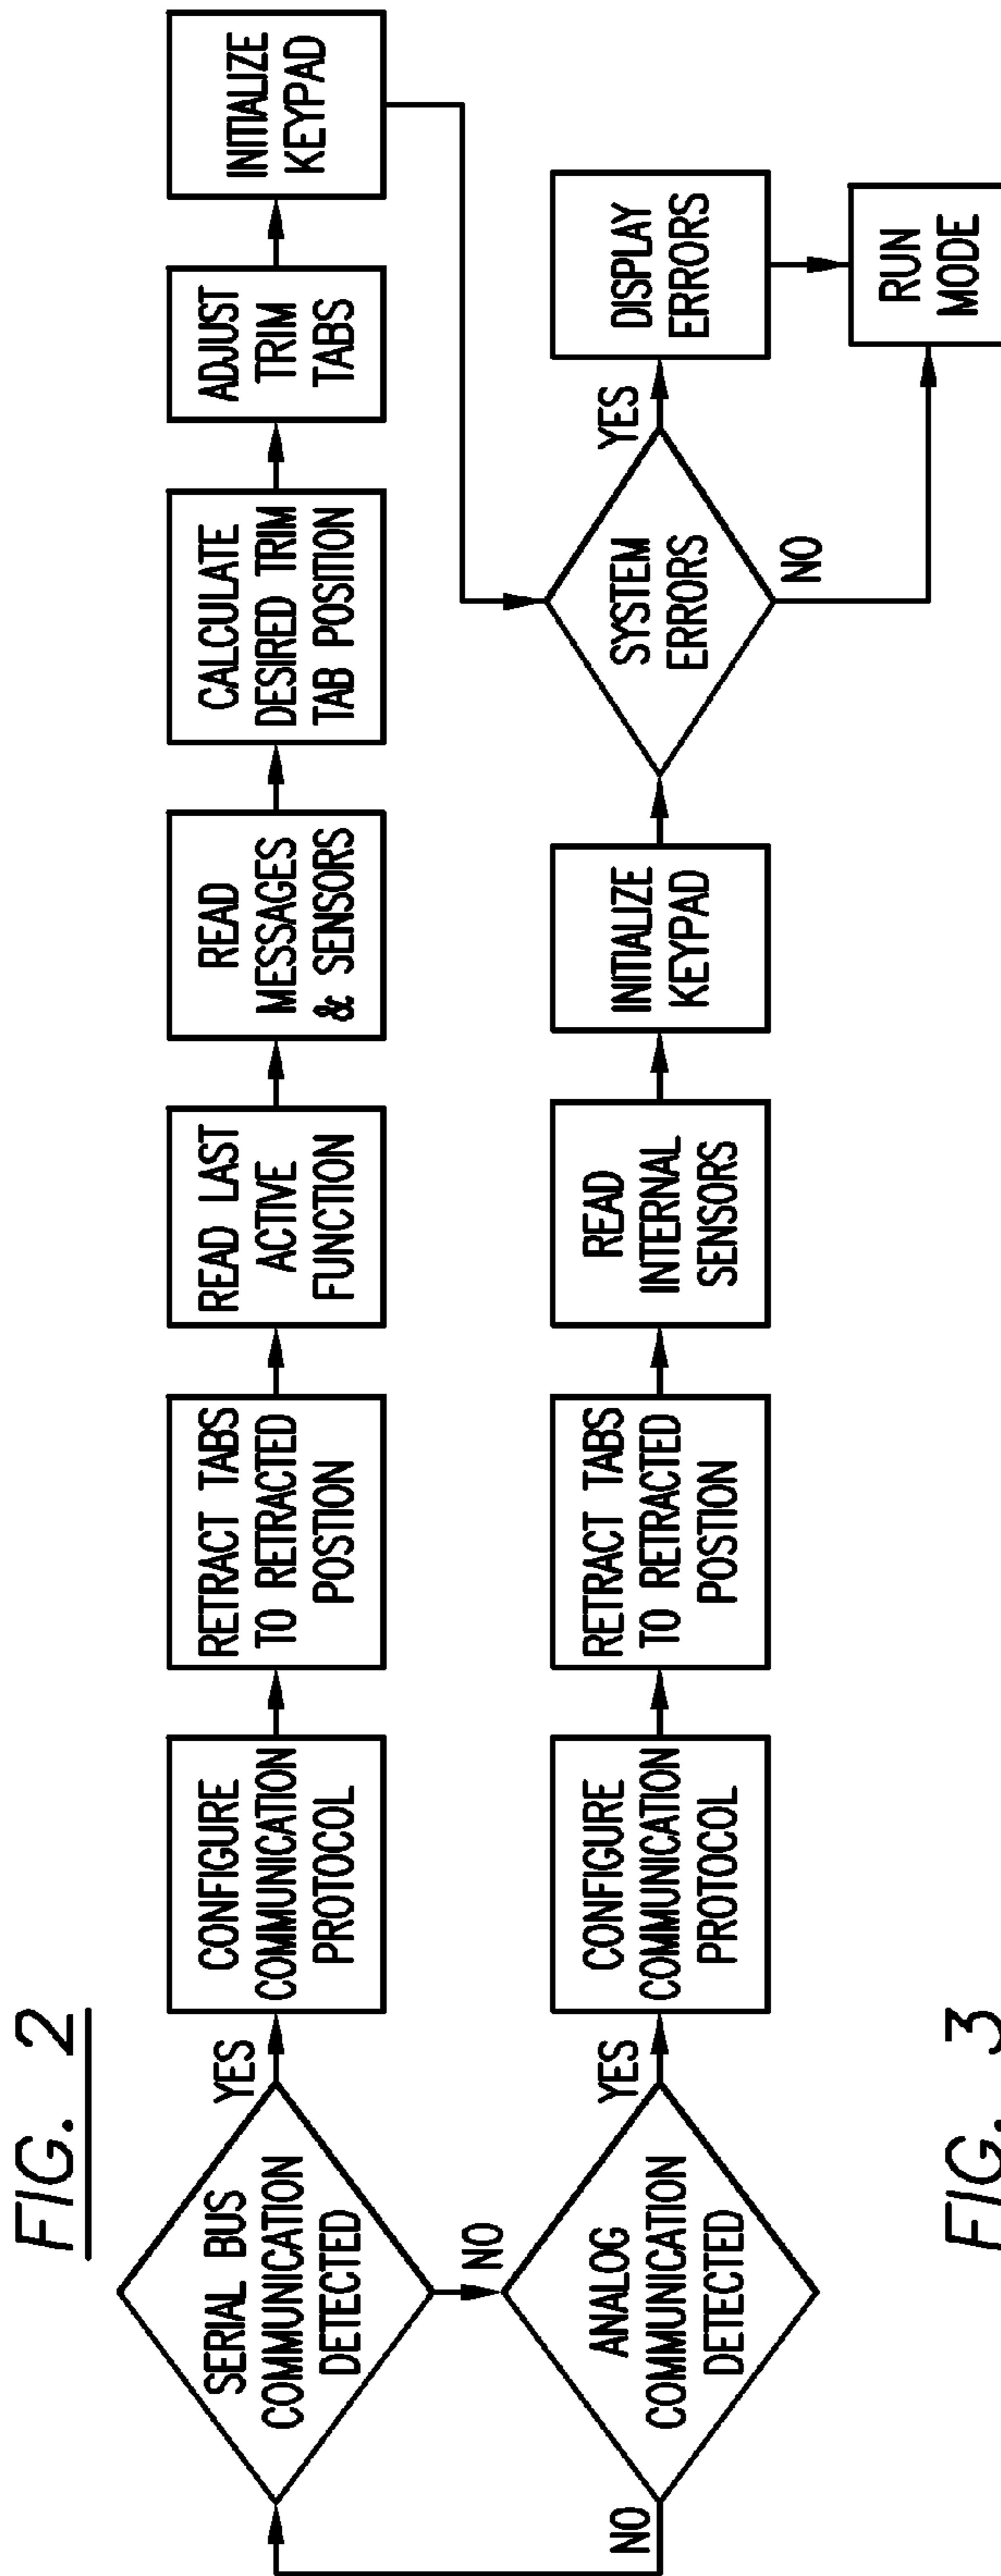 FIG. 2
SERIAL BUS
COMMUNICATION
DETECTED
YES
CONFIGURE
COMMUNICATION
PROTOCOL
RETRACT TABS
TO RETRACTED
POSTION
READ LAST
ACTIVE
FUNCTION
READ
MESSAGES
& SENSORS
CALCULATE
DESIRED TRIM
TAB POSITION
ADJUST
TRIM
TABS
INITIALIZE
KEYPAD
NO
ANALOG
COMMUNICATION
DETECTED
NO
YES
CONFIGURE
COMMUNICATION
PROTOCOL
RETRACT TABS
TO RETRACTED
POSTION
READ
INTERNAL
SENSORS
INITIALIZE
KEYPAD
SYSTEM
ERRORS
YES
DISPLAY
ERRORS
NO
RUN
MODE
FIG. 3